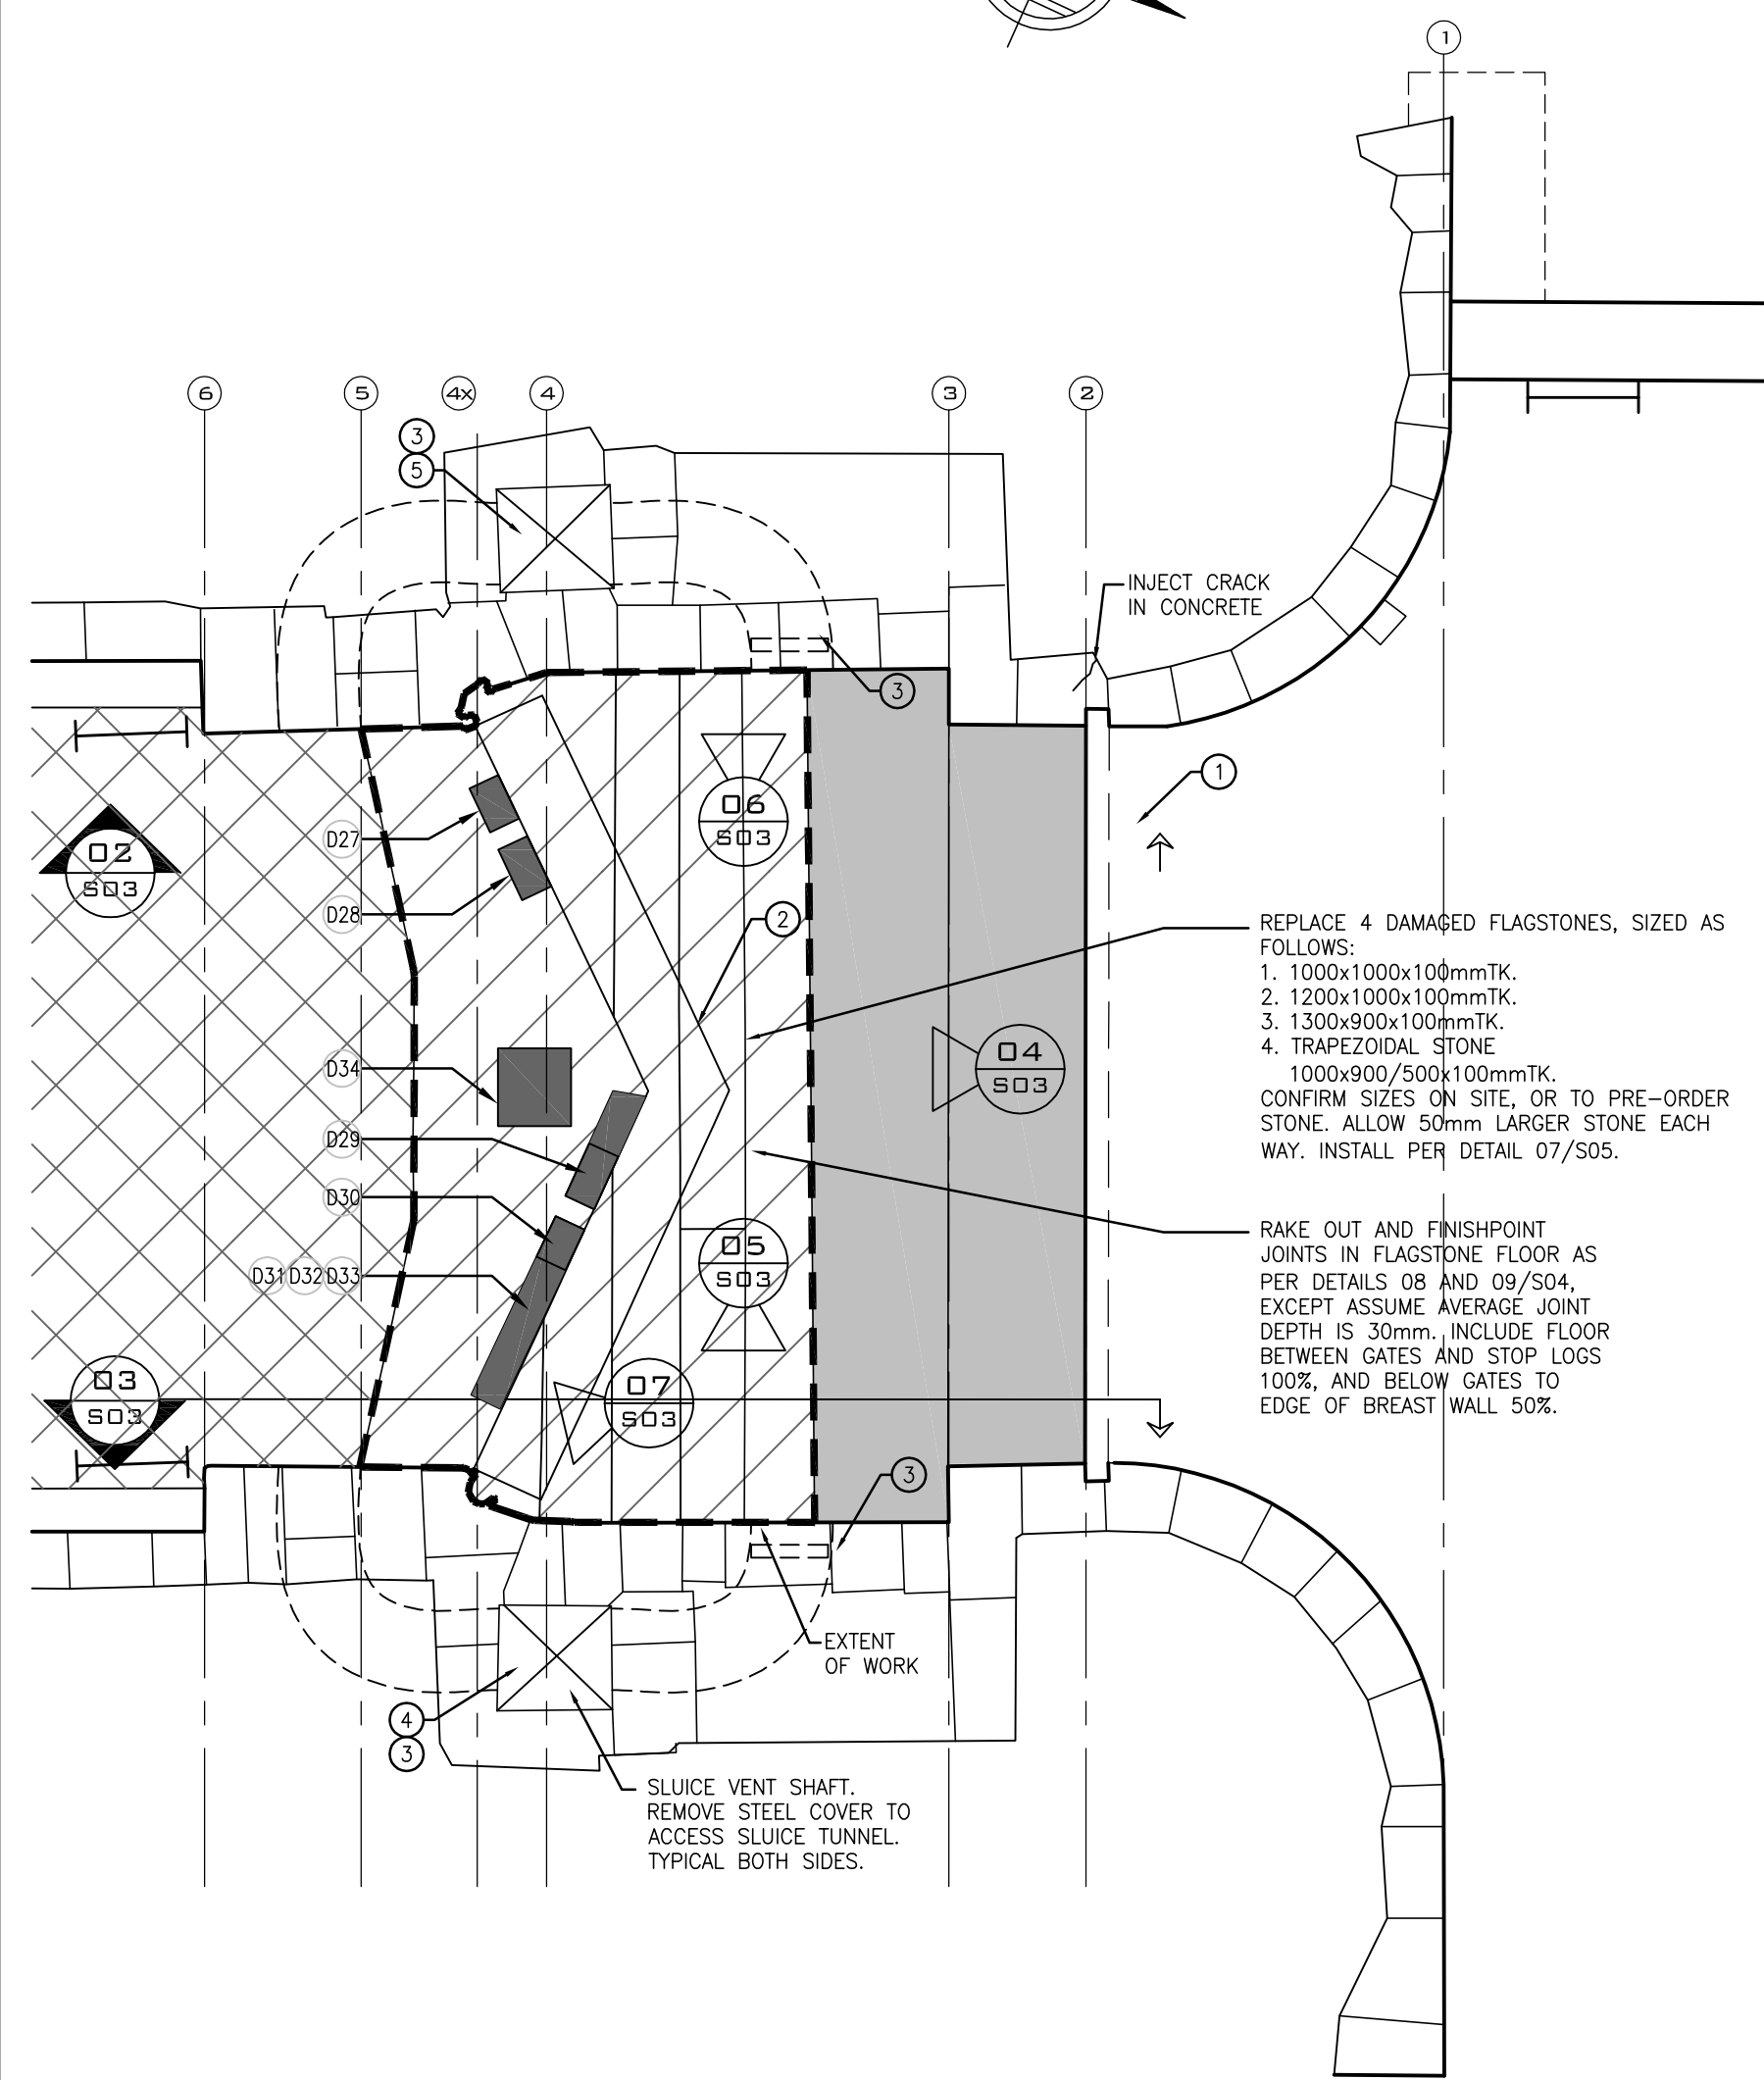 1
6
5
4x
4
3
2
3
5
INJECT CRACK
IN CONCRETE
3
1
06
S03
D27
02
S03
D28
2
REPLACE 4 DAMAGED FLAGSTONES, SIZED AS
FOLLOWS:
1. 1000x1000x100mmTK.
2. 1200x1000x100mmTK.
3. 1300x900x100mmTK.
4. TRAPEZOIDAL STONE
1000x900/500x100mmTK.
CONFIRM SIZES ON SITE, OR TO PRE-ORDER
STONE. ALLOW 50mm LARGER STONE EACH
WAY. INSTALL PER DETAIL 07/S05.
04
S03
D34
D29
D30
D31 D32 D33
05
S03
RAKE OUT AND FINISHPOINT
JOINTS IN FLAGSTONE FLOOR AS
PER DETAILS 08 AND 09/S04,
EXCEPT ASSUME AVERAGE JOINT
DEPTH IS 30mm. INCLUDE FLOOR
BETWEEN GATES AND STOP LOGS
100%, AND BELOW GATES TO
EDGE OF BREAST WALL 50%.
03
S03
07
S03
3
EXTENT
OF WORK
4
3
SLUICE VENT SHAFT.
REMOVE STEEL COVER TO
ACCESS SLUICE TUNNEL.
TYPICAL BOTH SIDES.